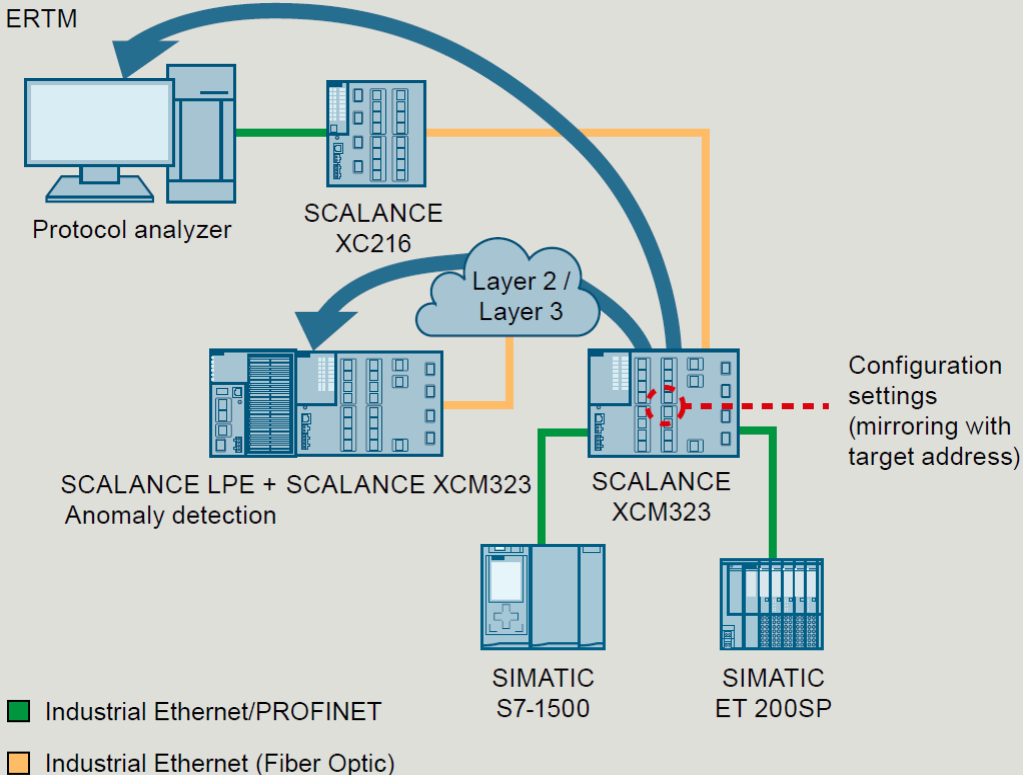 ERTM
Protocol analyzer
SCALANCE
XC216
Layer 2 /
Layer 3
Configuration
settings
(mirroring with
target address)
SCALANCE LPE + SCALANCE XCM323
Anomaly detection
SCALANCE
XCM323
SIMATIC
S7-1500
SIMATIC
ET 200SP
Industrial Ethernet/PROFINET
Industrial Ethernet (Fiber Optic)